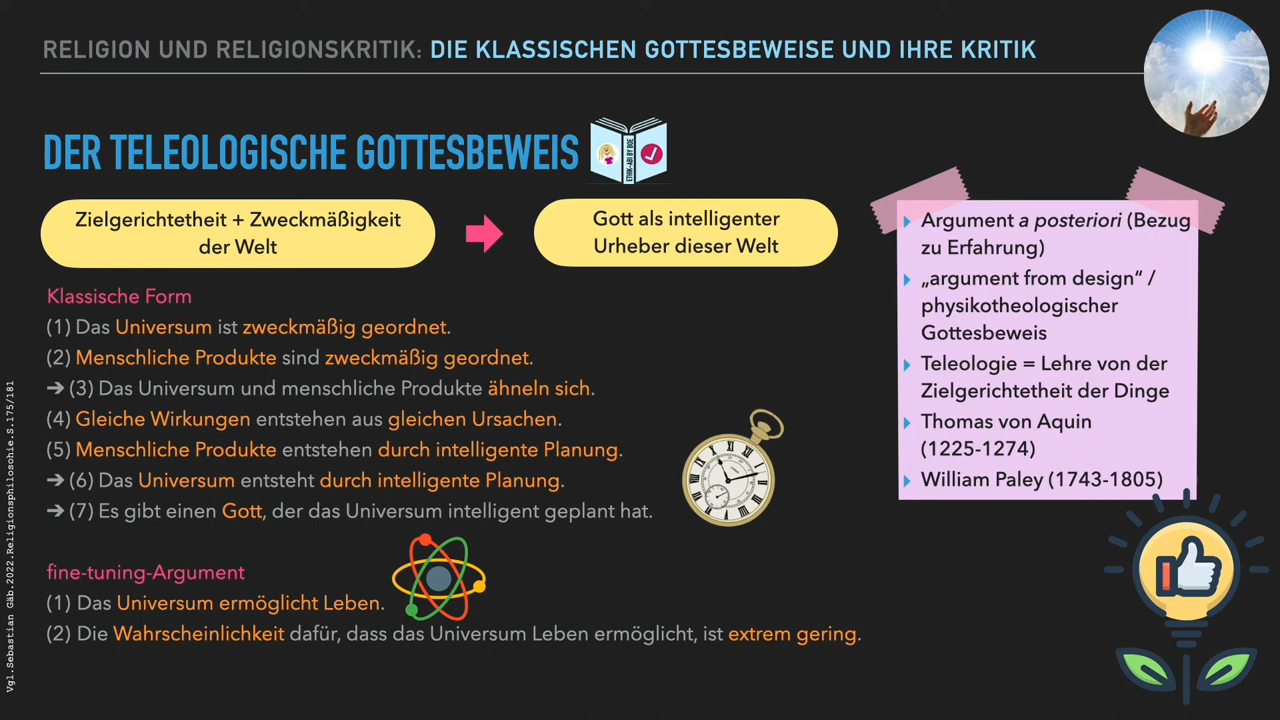 RELIGION UND RELIGIONSKRITIK: DIE KLASSISCHEN GOTTESBEWEISE UND IHRE KRITIK
DER TELEOLOGISCHE GOTTESBEWEIS
ETHIK-ABI BY BOE
Zielgerichtetheit + Zweckmäßigkeit
der Welt
Gott als intelligenter
Urheber dieser Welt
Klassische Form
(1) Das Universum ist zweckmäßig geordnet.
(2) Menschliche Produkte sind zweckmäßig geordnet.
➔ (3) Das Universum und menschliche Produkte ähneln sich.
(4) Gleiche Wirkungen entstehen aus gleichen Ursachen.
(5) Menschliche Produkte entstehen durch intelligente Planung.
➔ (6) Das Universum entsteht durch intelligente Planung.
➔ (7) Es gibt einen Gott, der das Universum intelligent geplant hat.
fine-tuning-Argument
(1) Das Universum ermöglicht Leben.
(2) Die Wahrscheinlichkeit dafür, dass das Universum Leben ermöglicht, ist extrem gering.
Argument a posteriori (Bezug
zu Erfahrung)
„argument from design“ /
physikotheologischer
Gottesbeweis
Teleologie = Lehre von der
Zielgerichtetheit der Dinge
Thomas von Aquin
(1225-1274)
William Paley (1743-1805)
Vgl.Sebastian Gäb.2022.Religionsphilosophie.S.175/181